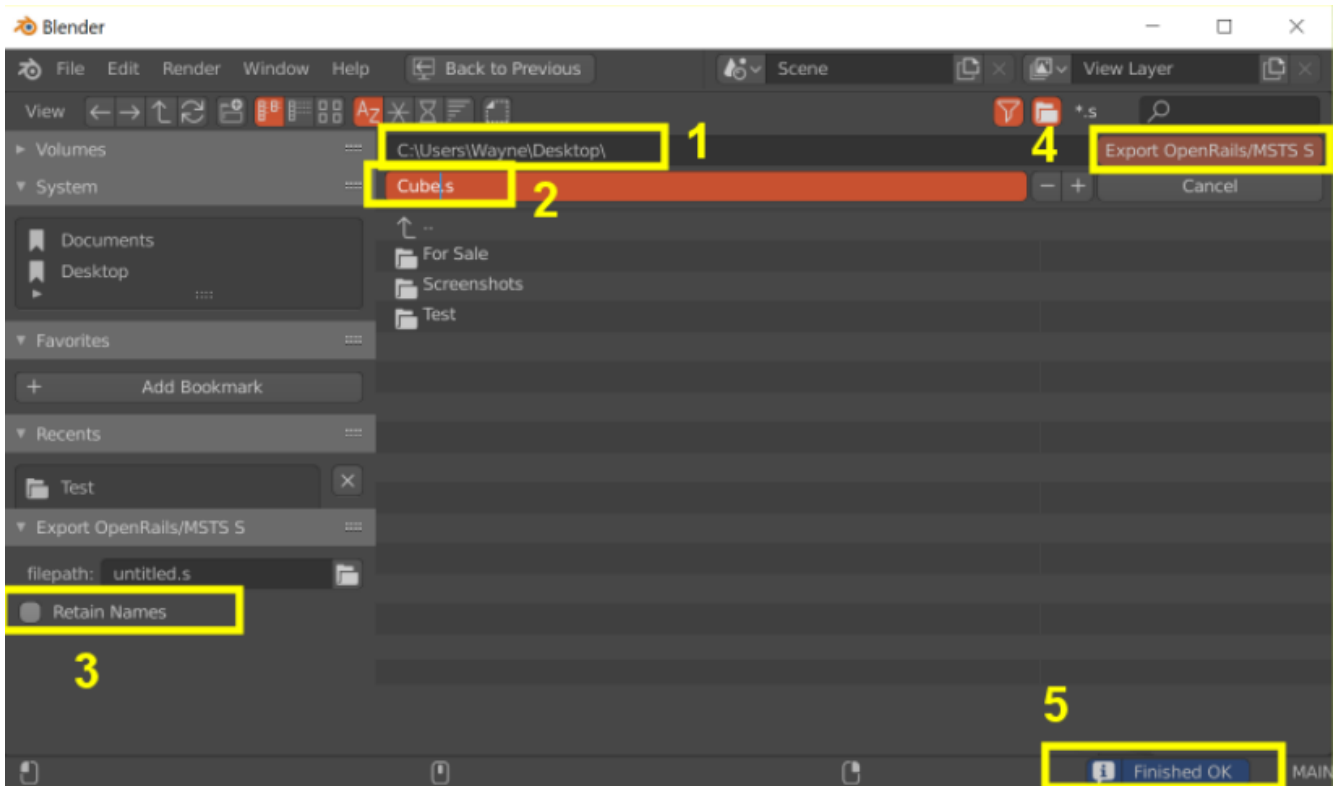 Blender
File Edit Render Window Help Back to Previous Scene View Layer
View AZ *.s
Volumes C:\Users\Wayne\Desktop\ 1 4 Export OpenRails/MSTS S
System Cube.s 2 Cancel
..
Documents For Sale
Desktop Screenshots
Test
Favorites
Add Bookmark
Recents
Test
Export OpenRails/MSTS S
filepath: untitled.s
Retain Names
3
5
Finished OK MAIN